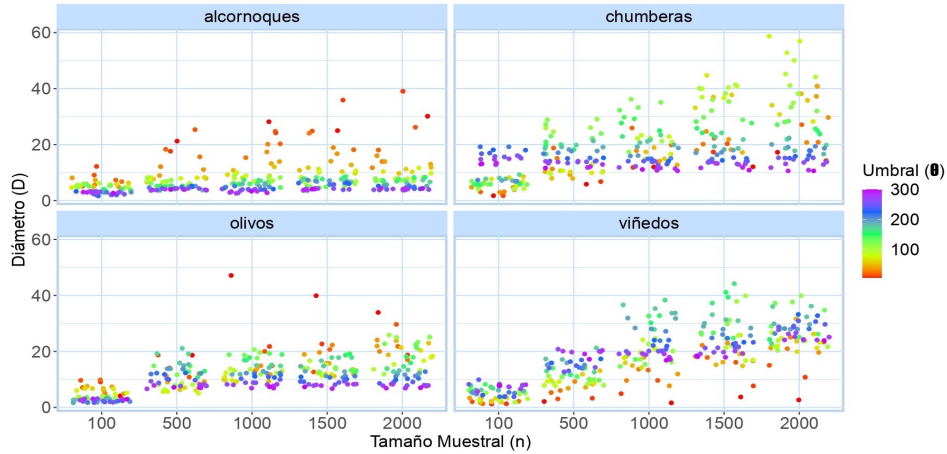 alcornoques chumberas
60
40
20
0
Diámetro (D)
olivos viñedos
60
40
20
0
100 500 1000 1500 2000 100 500 1000 1500 2000
Tamaño Muestral (n)
Umbral
300
200
100